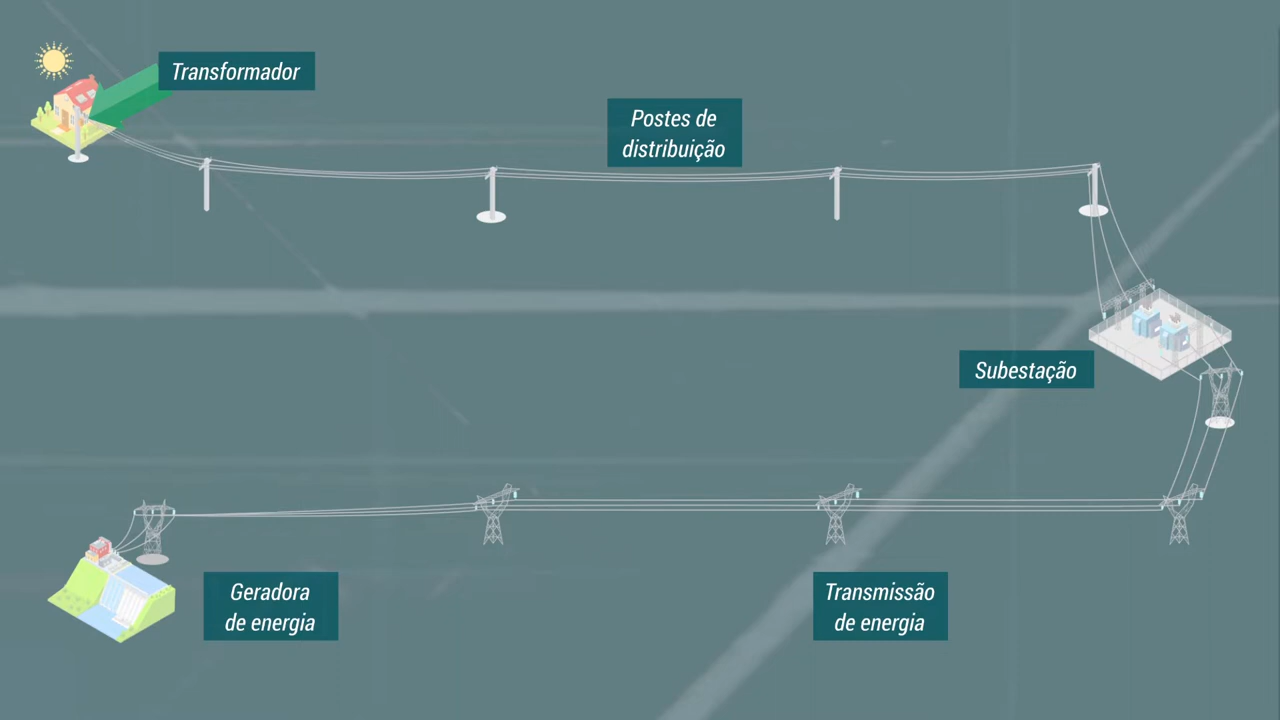 Transformador
Postes de
distribuição
Subestação
Geradora
de energia
Transmissão
de energia